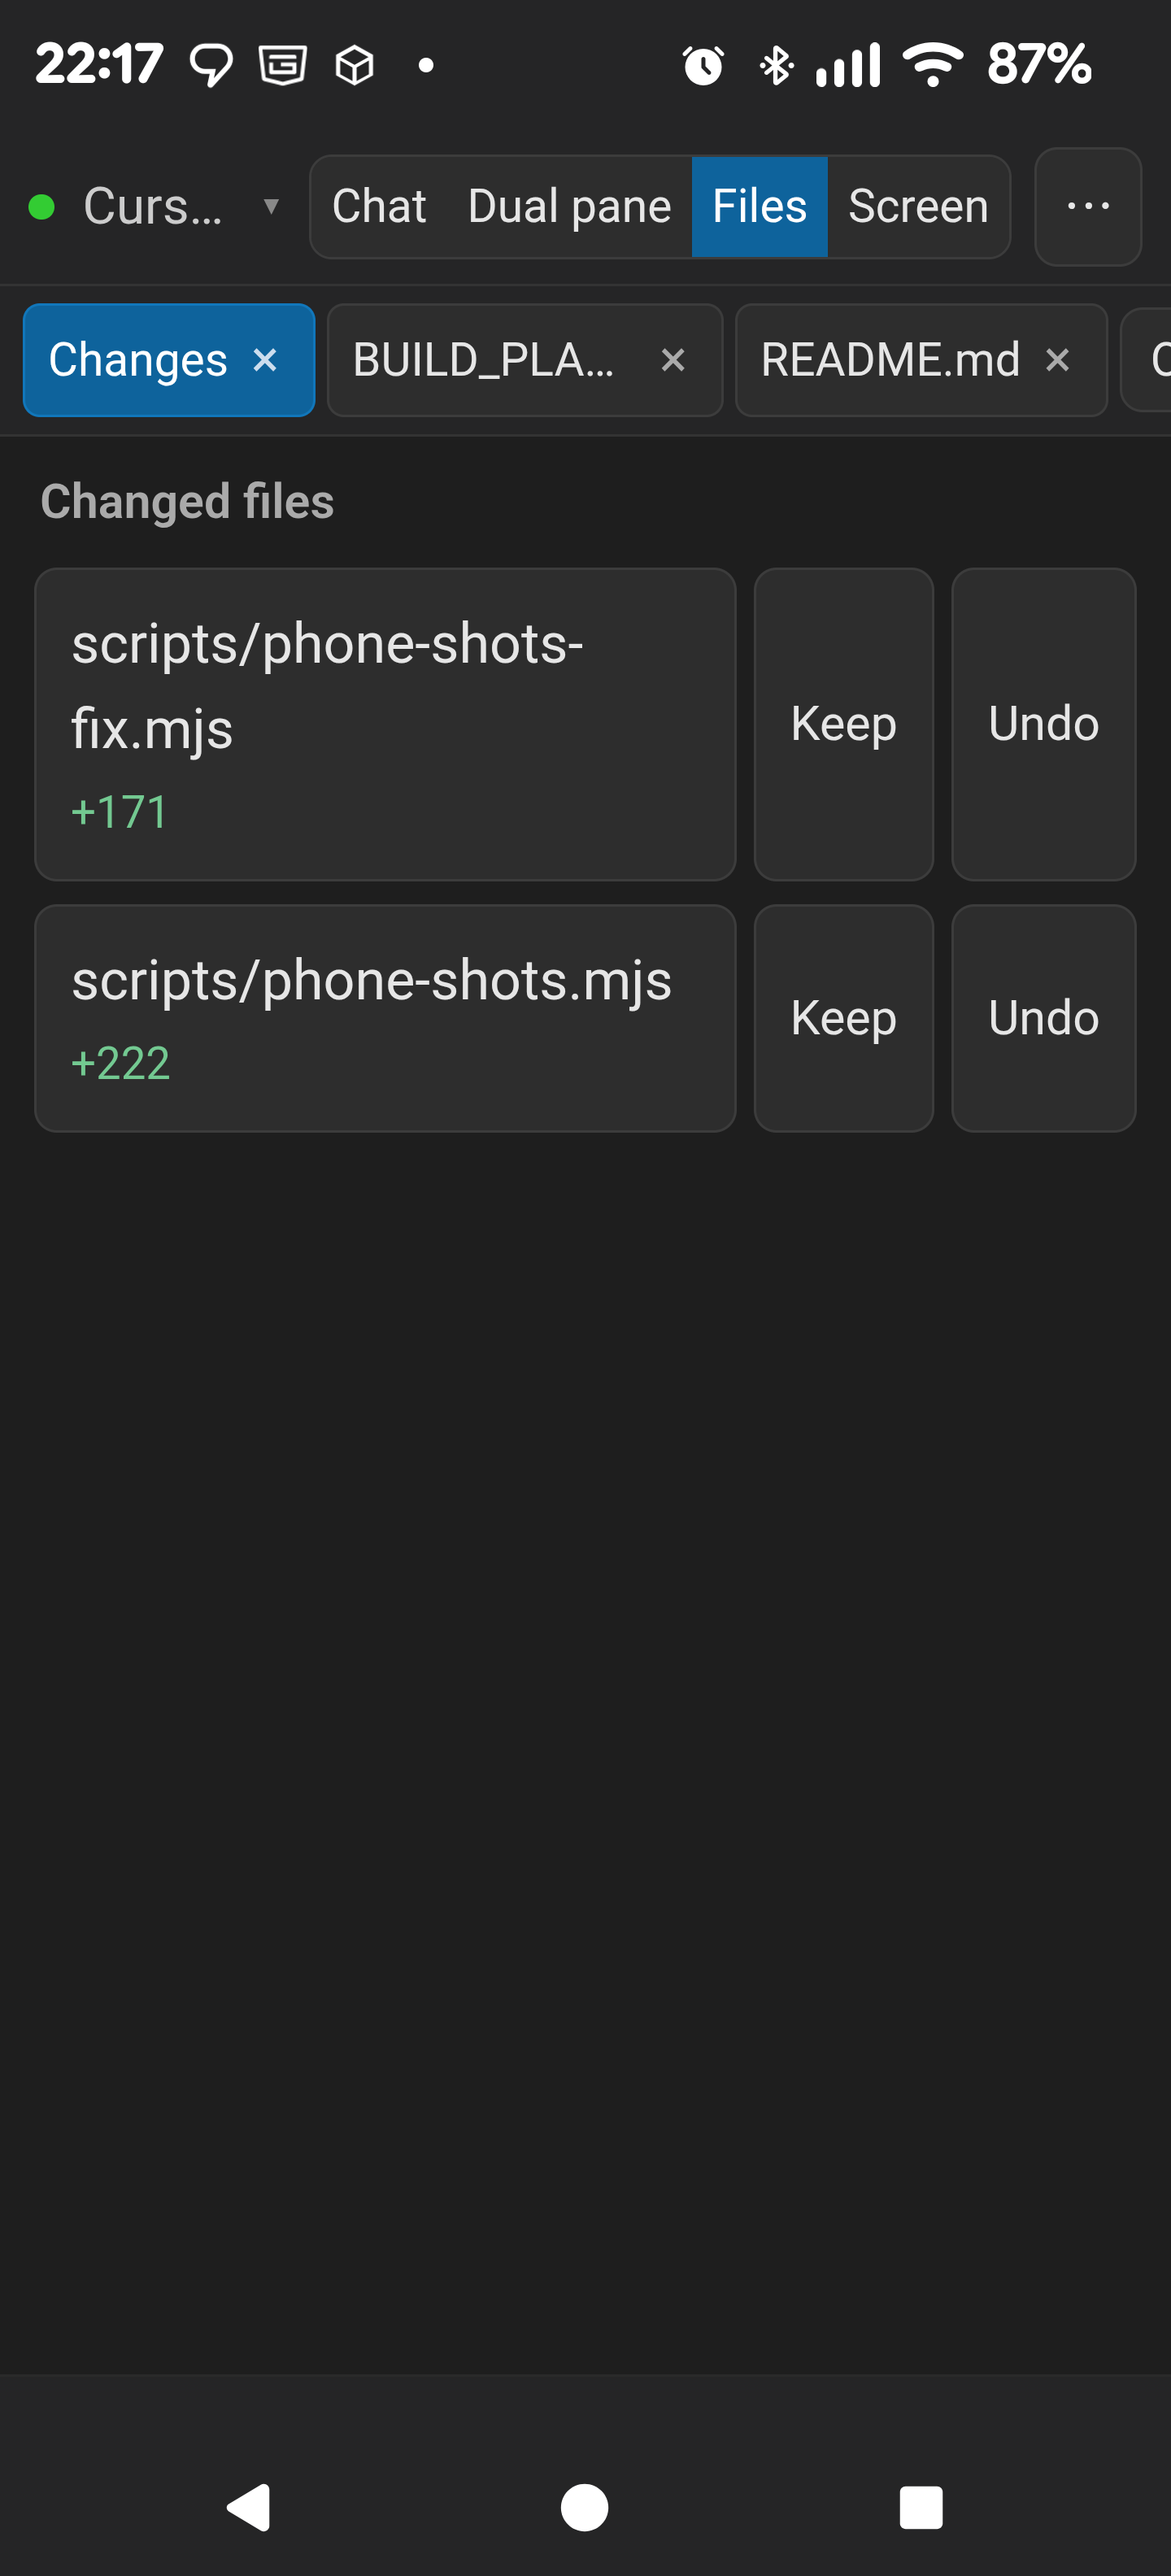 22:17 87%
Curs... ▾ Chat Dual pane Files Screen ...
Changes × BUILD_PLA... × README.md ×
Changed files
scripts/phone-shots-
fix.mjs
+171
Keep Undo
scripts/phone-shots.mjs
+222
Keep Undo